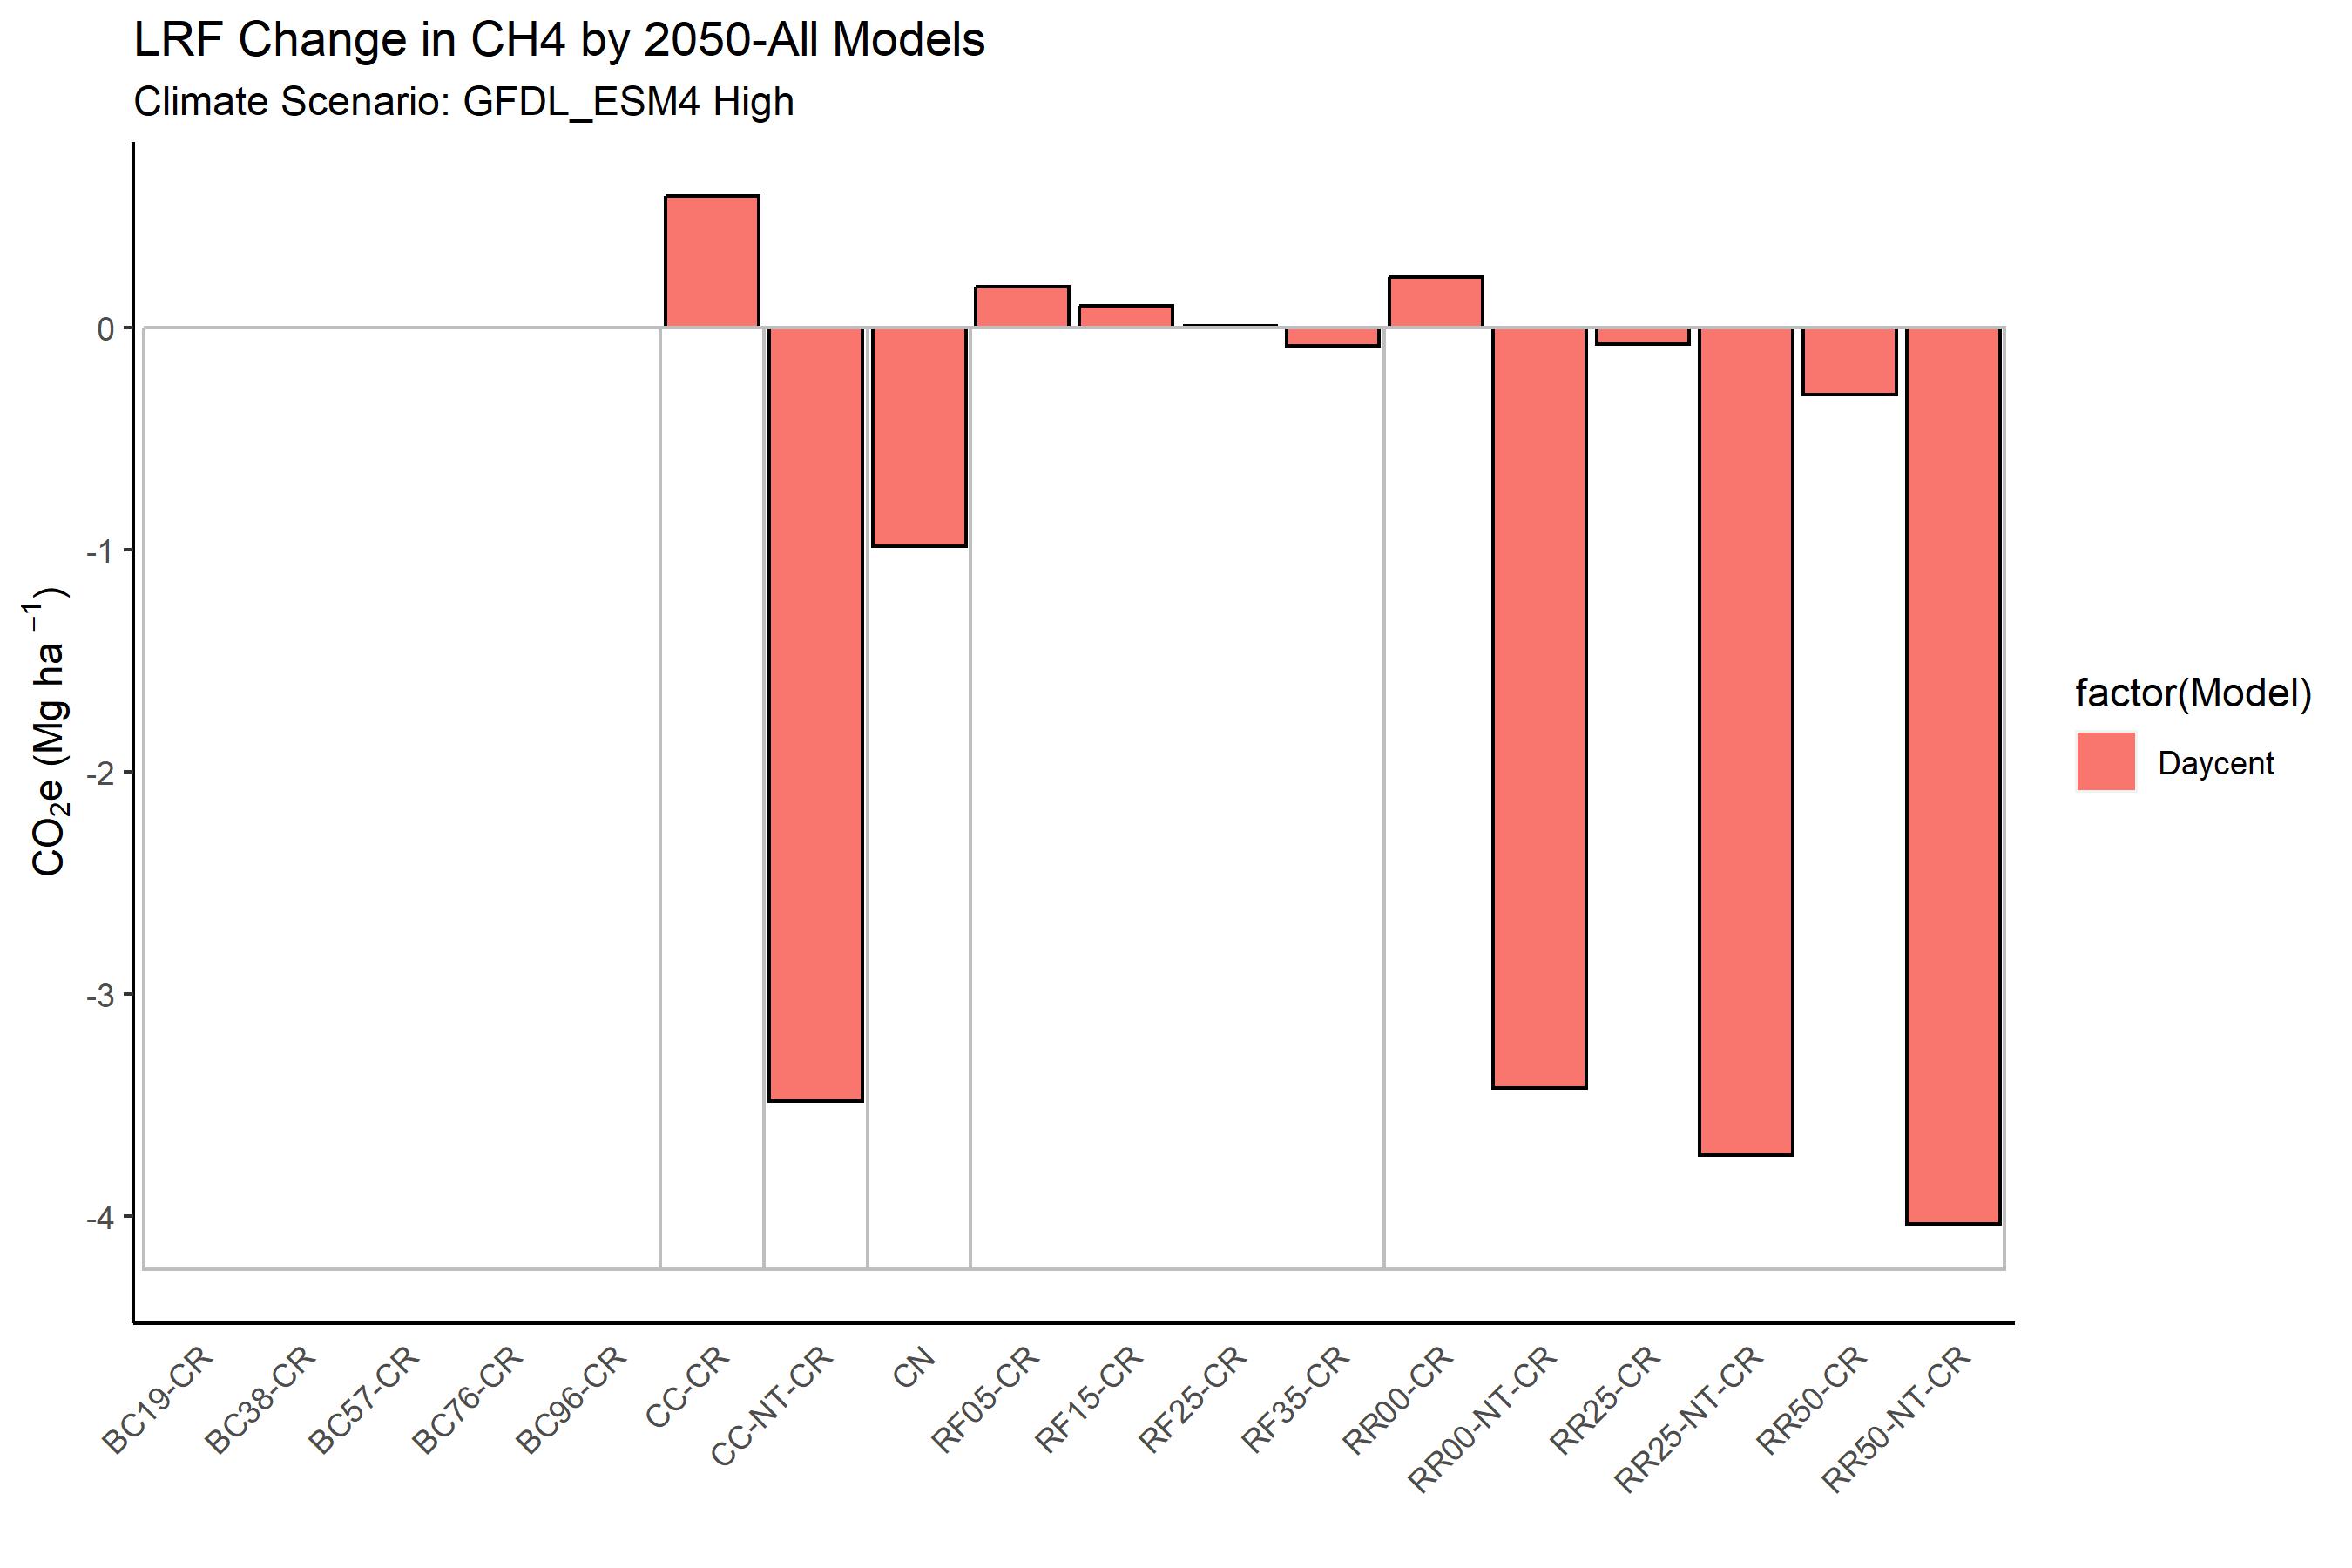 LRF Change in CH4 by 2050-All Models
Climate Scenario: GFDL_ESM4 High
CO₂e (Mg ha ⁻¹)
0
-1
-2
-3
-4
BC19-CR
BC38-CR
BC57-CR
BC76-CR
BC96-CR
CC-CR
CC-NT-CR
CN
RF05-CR
RF15-CR
RF25-CR
RF35-CR
RR00-CR
RR00-NT-CR
RR25-CR
RR25-NT-CR
RR50-CR
RR50-NT-CR
factor(Model)
Daycent